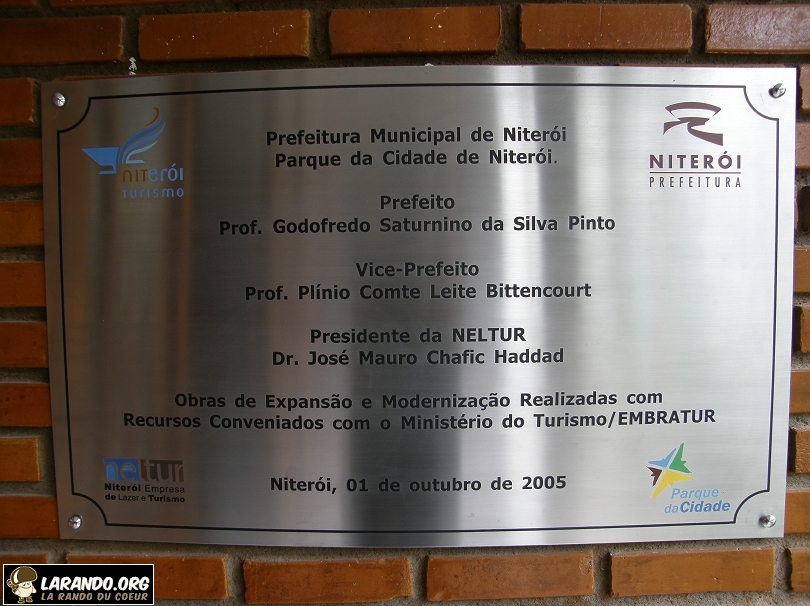 NITERÓI
TURISMO
Prefeitura Municipal de Niterói
Parque da Cidade de Niterói.
NITERÓI
PREFEITURA
Prefeito
Prof. Godofredo Saturnino da Silva Pinto
Vice-Prefeito
Prof. Plínio Comte Leite Bittencourt
Presidente da NELTUR
Dr. José Mauro Chafic Haddad
Obras de Expansão e Modernização Realizadas com
Recursos Conveniados com o Ministério do Turismo/EMBRATUR
neltur
Niterói Empresa
de Lazer e Turismo
Niterói, 01 de outubro de 2005
Parque
daCidade
LARANDO.ORG
LA RANDO DU COEUR